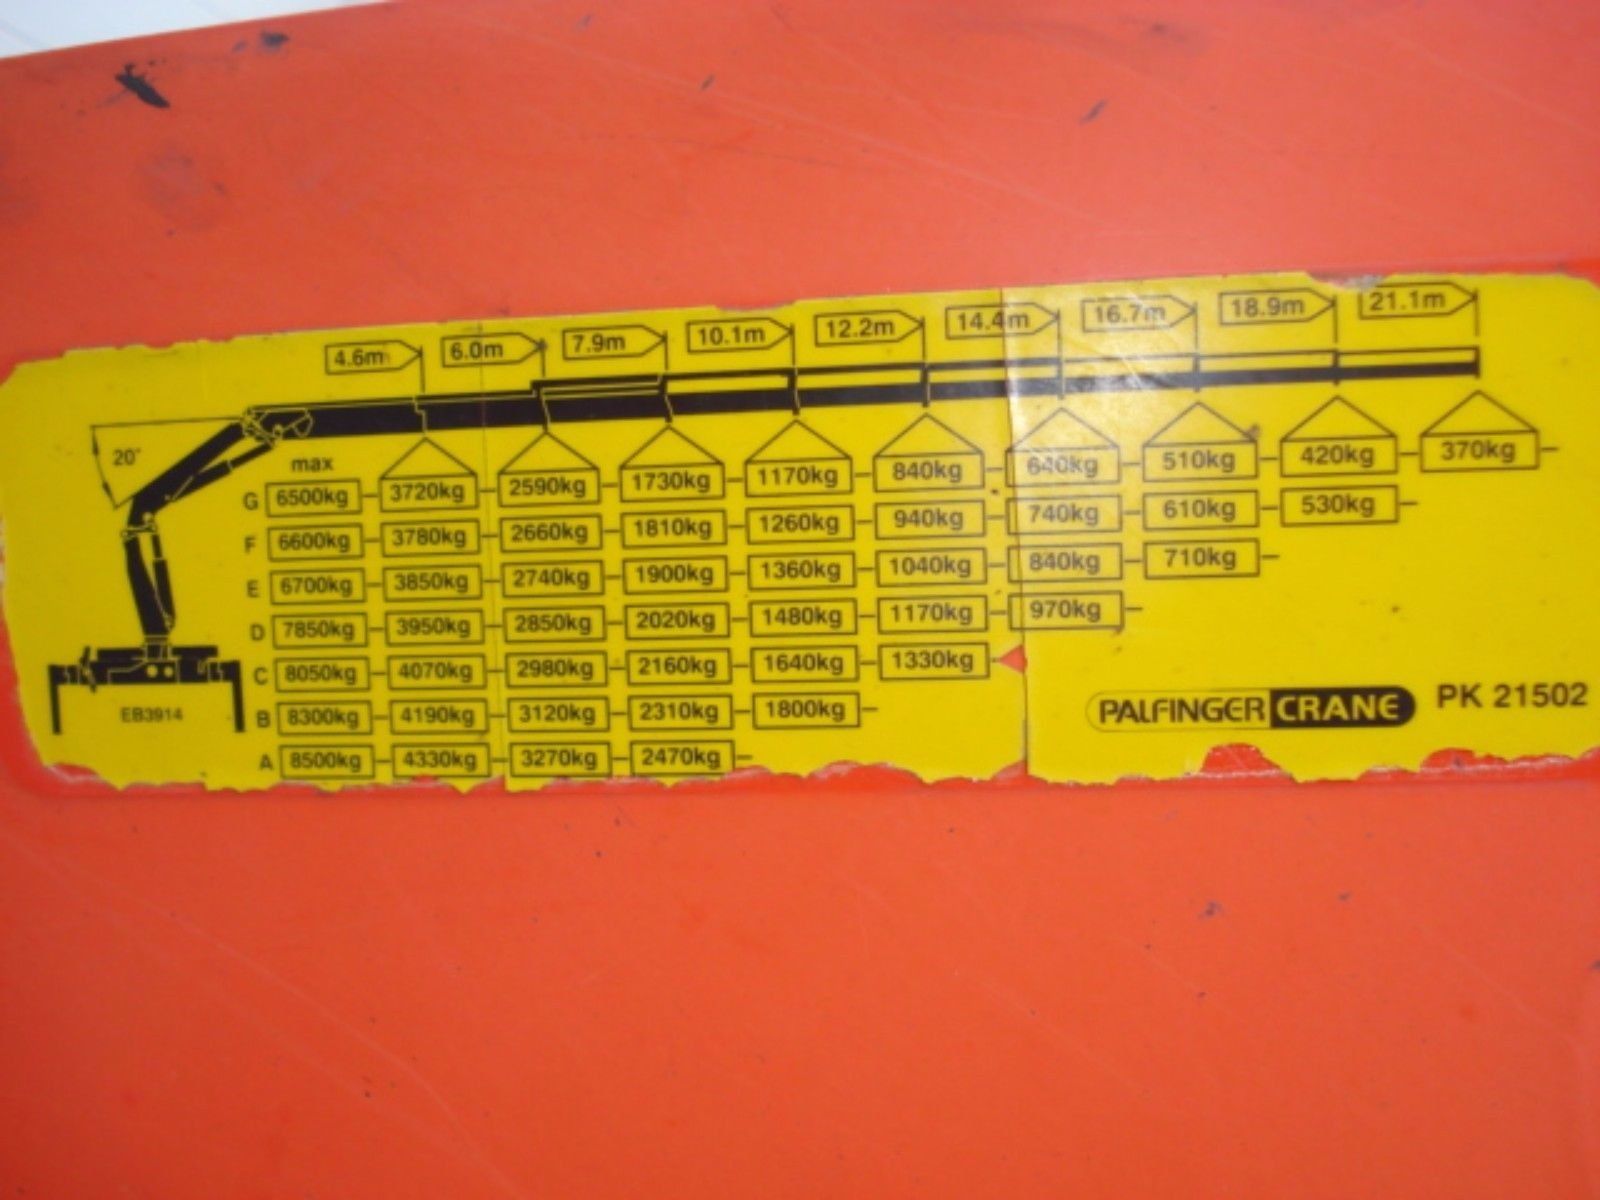 4.6m 6.0m 7.9m 10.1m 12.2m 14.4m 16.7m 18.9m 21.1m
20°
max
G 6500kg 3720kg 2590kg 1730kg 1170kg 840kg 640kg 510kg 420kg 370kg
F 6600kg 3780kg 2660kg 1810kg 1260kg 940kg 740kg 610kg 530kg
E 6700kg 3850kg 2740kg 1900kg 1360kg 1040kg 840kg 710kg
D 7850kg 3950kg 2850kg 2020kg 1480kg 1170kg 970kg
C 8050kg 4070kg 2980kg 2160kg 1640kg 1330kg
B 8300kg 4190kg 3120kg 2310kg 1800kg
A 8500kg 4330kg 3270kg 2470kg
EB3914
PALFINGER CRANE PK 21502